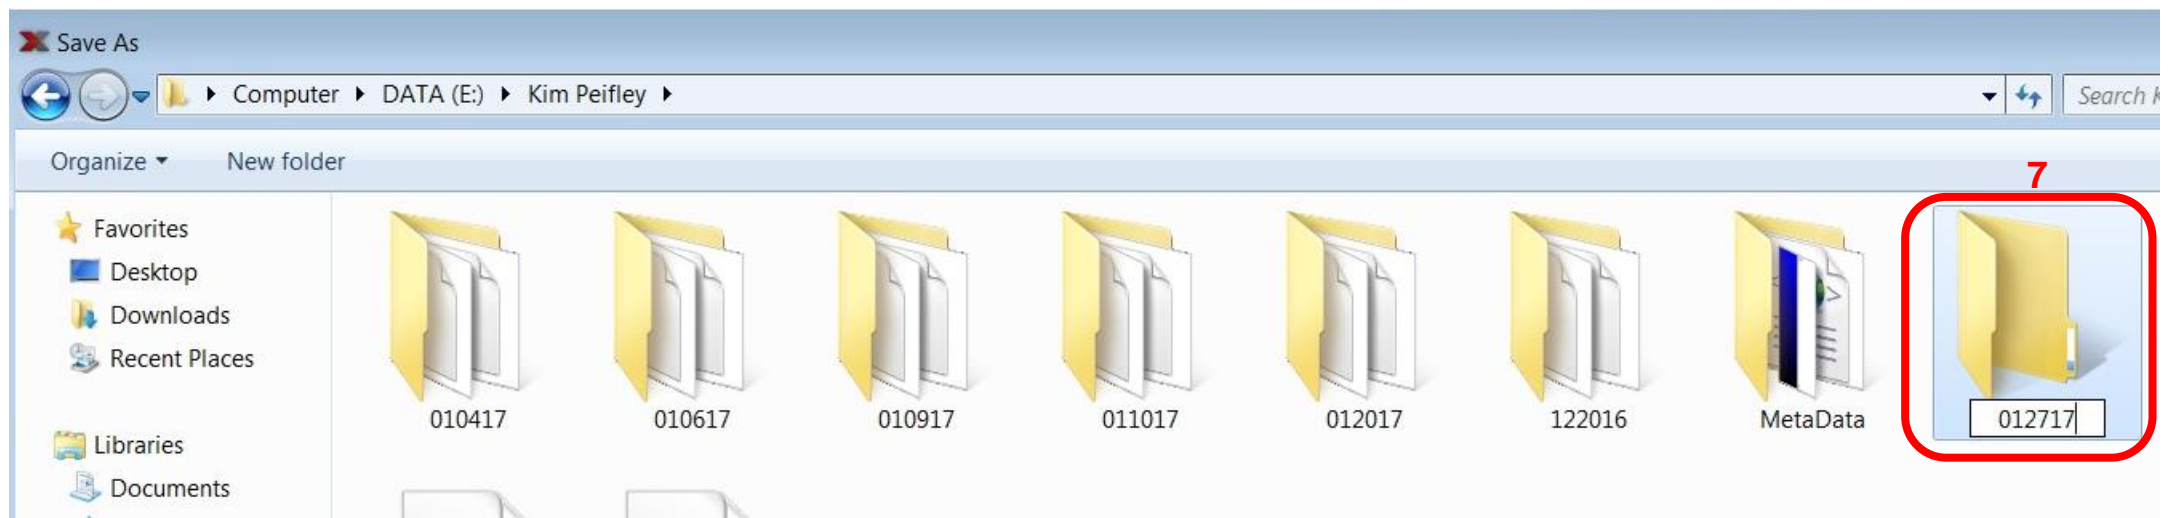 Save As
Computer DATA (E:) Kim Peifley
Search
Organize New folder
7
Favorites
Desktop
Downloads
Recent Places
Libraries
Documents
010417 010617 010917 011017 012017 122016 MetaData 012717